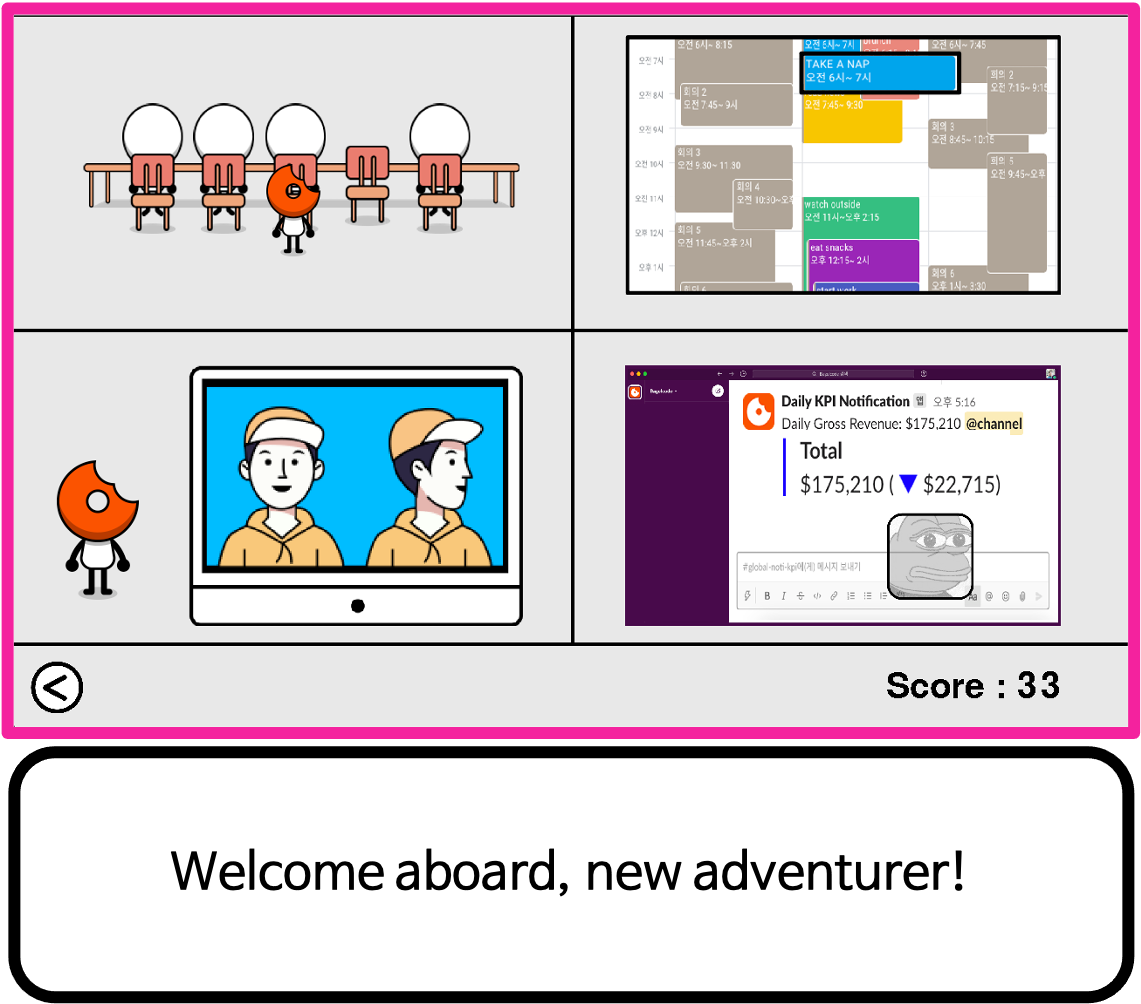 오전 6시~ 8:15
오전 6시~ 7시
brunch
오전 6시~ 7:45
오전 7시
TAKE A NAP
오전 6시~ 7시
회의 2
오전 7:15~ 9:15
오전 8시
회의 2
오전 7:45~ 9시
오전 7:45~ 9:30
오전 9시
회의 3
오전 8:45~ 10:15
오전 10시
회의 3
오전 9:30~ 11:30
회의 5
오전 9:45~오후
오전 11시
회의 4
오전 10:30~오후
watch outside
오전 11시~오후 2:15
오후 12시
회의 5
오전 11:45~오후 2시
eat snacks
오후 12:15~ 2시
오후 1시
회의 6
오후 1시~ 3:30
회의 6
start work
Bagelcode
Daily KPI Notification 앱 오후 5:16
Daily Gross Revenue: $175,210 @channel
Total
$175,210 ( ▼ $22,715)
#global-noti-kpi에(게) 메시지 보내기
B I S </> Aa @
<
Score : 33
Welcome aboard, new adventurer!